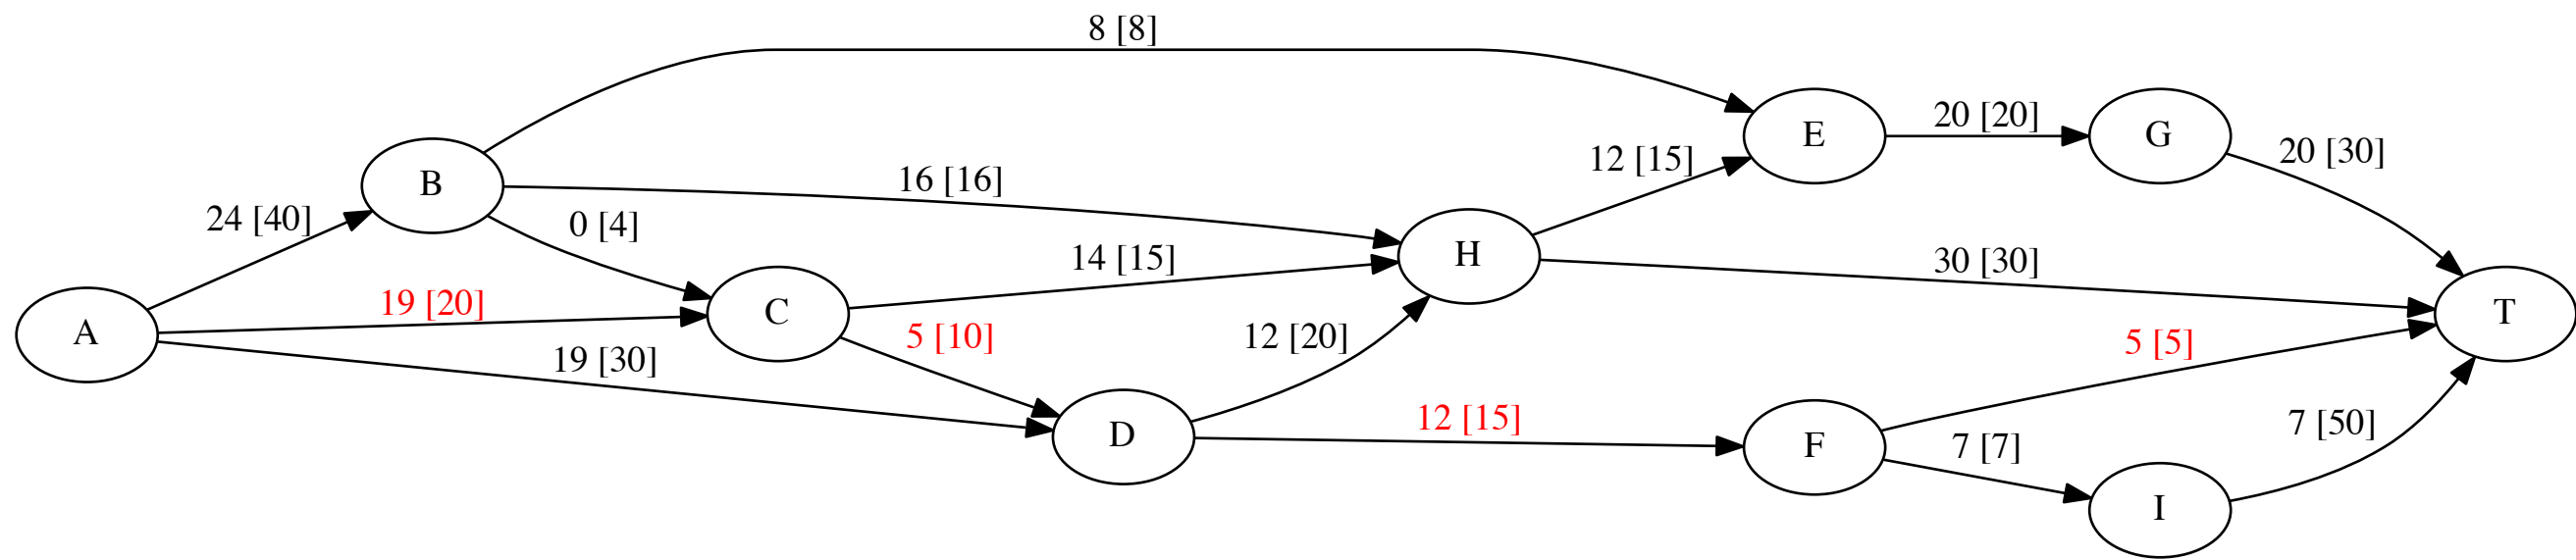 8 [8]
E
20 [20]
G
20 [30]
12 [15]
B
16 [16]
24 [40]
0 [4]
H
14 [15]
30 [30]
A
19 [20]
C
T
5 [10]
12 [20]
5 [5]
19 [30]
D
12 [15]
F
7 [7]
7 [50]
I